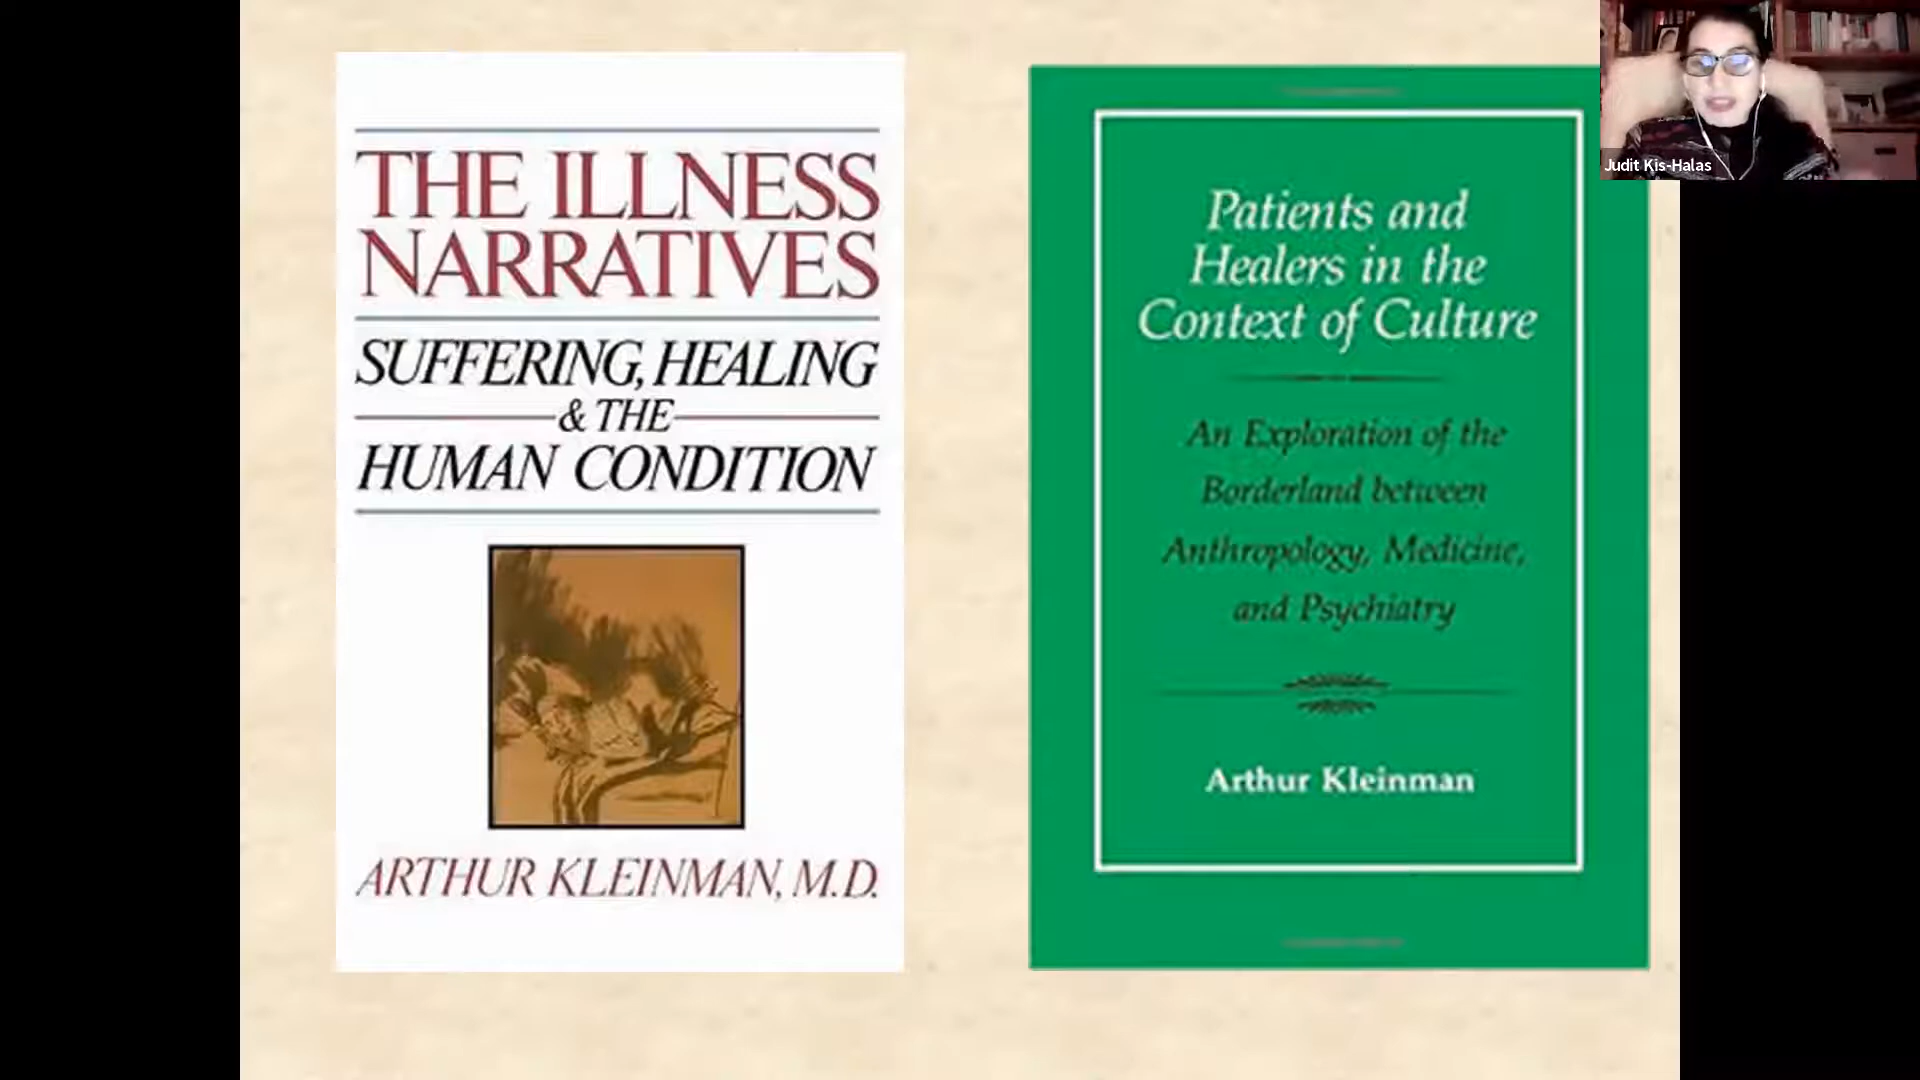 THE ILLNESS
NARRATIVES
SUFFERING, HEALING
& THE
HUMAN CONDITION
ARTHUR KLEINMAN, M.D.
Patients and
Healers in the
Context of Culture
An Exploration of the
Borderland between
Anthropology, Medicine,
and Psychiatry
Arthur Kleinman
Judit Kis-Halas